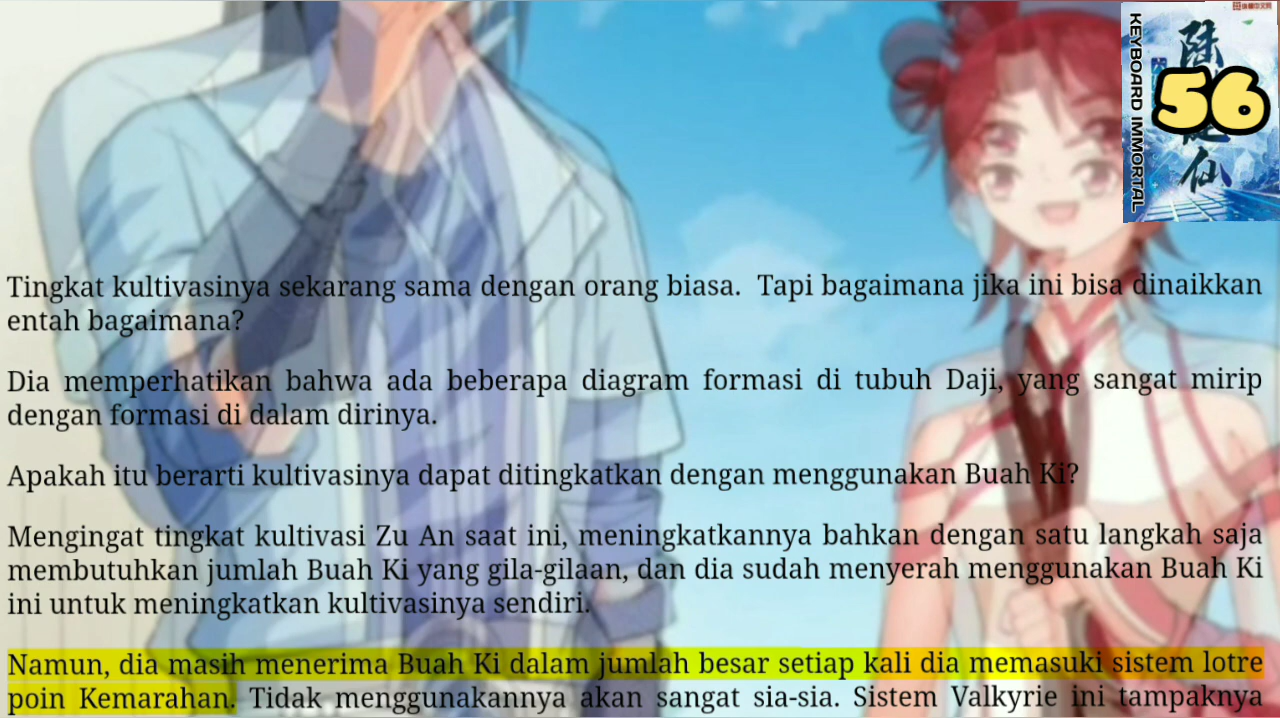 KEYBOARD IMMORTAL
56
仙
Tingkat kultivasinya sekarang sama dengan orang biasa. Tapi bagaimana jika ini bisa dinaikkan
entah bagaimana?
Dia memperhatikan bahwa ada beberapa diagram formasi di tubuh Daji, yang sangat mirip
dengan formasi di dalam dirinya.
Apakah itu berarti kultivasinya dapat ditingkatkan dengan menggunakan Buah Ki?
Mengingat tingkat kultivasi Zu An saat ini, meningkatkannya bahkan dengan satu langkah saja
membutuhkan jumlah Buah Ki yang gila-gilaan, dan dia sudah menyerah menggunakan Buah Ki
ini untuk meningkatkan kultivasinya sendiri.
Namun, dia masih menerima Buah Ki dalam jumlah besar setiap kali dia memasuki sistem lotre
poin Kemarahan. Tidak menggunakannya akan sangat sia-sia. Sistem Valkyrie ini tampaknya